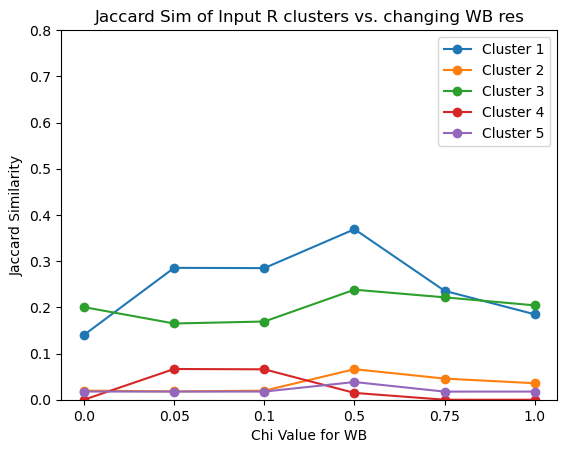 Jaccard Sim of Input R clusters vs. changing WB res
0.8
0.7
0.6
0.5
0.4
0.3
0.2
0.1
0.0
Jaccard Similarity
Cluster 1
Cluster 2
Cluster 3
Cluster 4
Cluster 5
0.0 0.05 0.1 0.5 0.75 1.0
Chi Value for WB